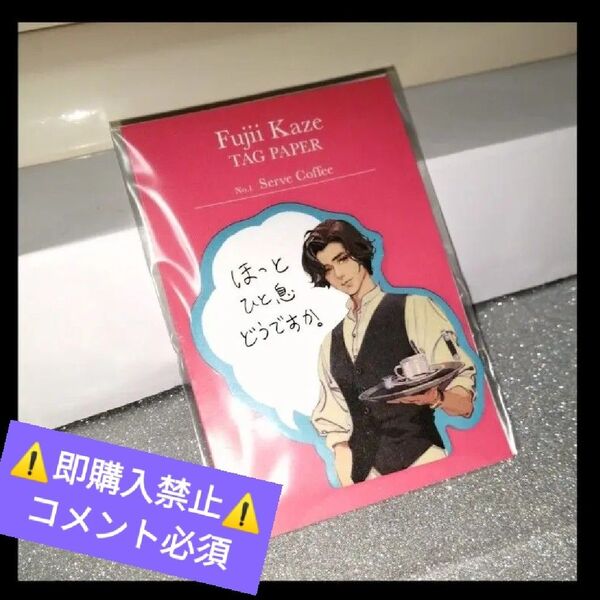 Fujii Kaze
TAG PAPER
No.1 Serve Coffee
ほっと
ひと息
どうですか。
⚠️即購入禁止⚠️
コメント必須